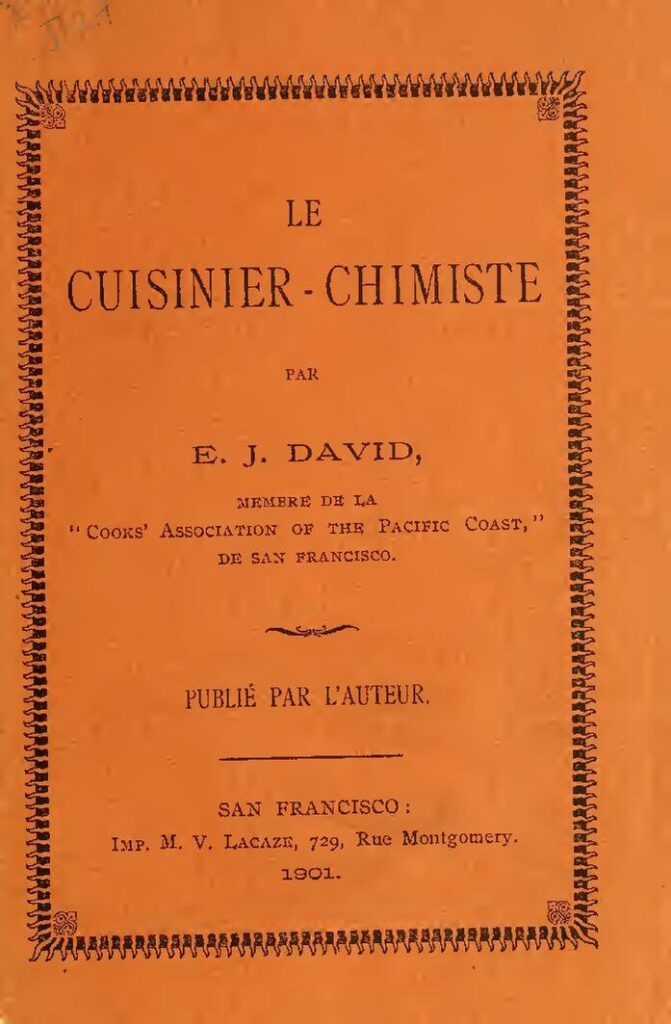 LE
CUISINIER - CHIMISTE
PAR
E. J. DAVID,
MEMBRE DE LA
“ COOKS’ ASSOCIATION OF THE PACIFIC COAST,”
DE SAN FRANCISCO.
PUBLIÉ PAR L’AUTEUR.
SAN FRANCISCO :
IMP. M. V. LACAZE, 729, Rue Montgomery.
1901.